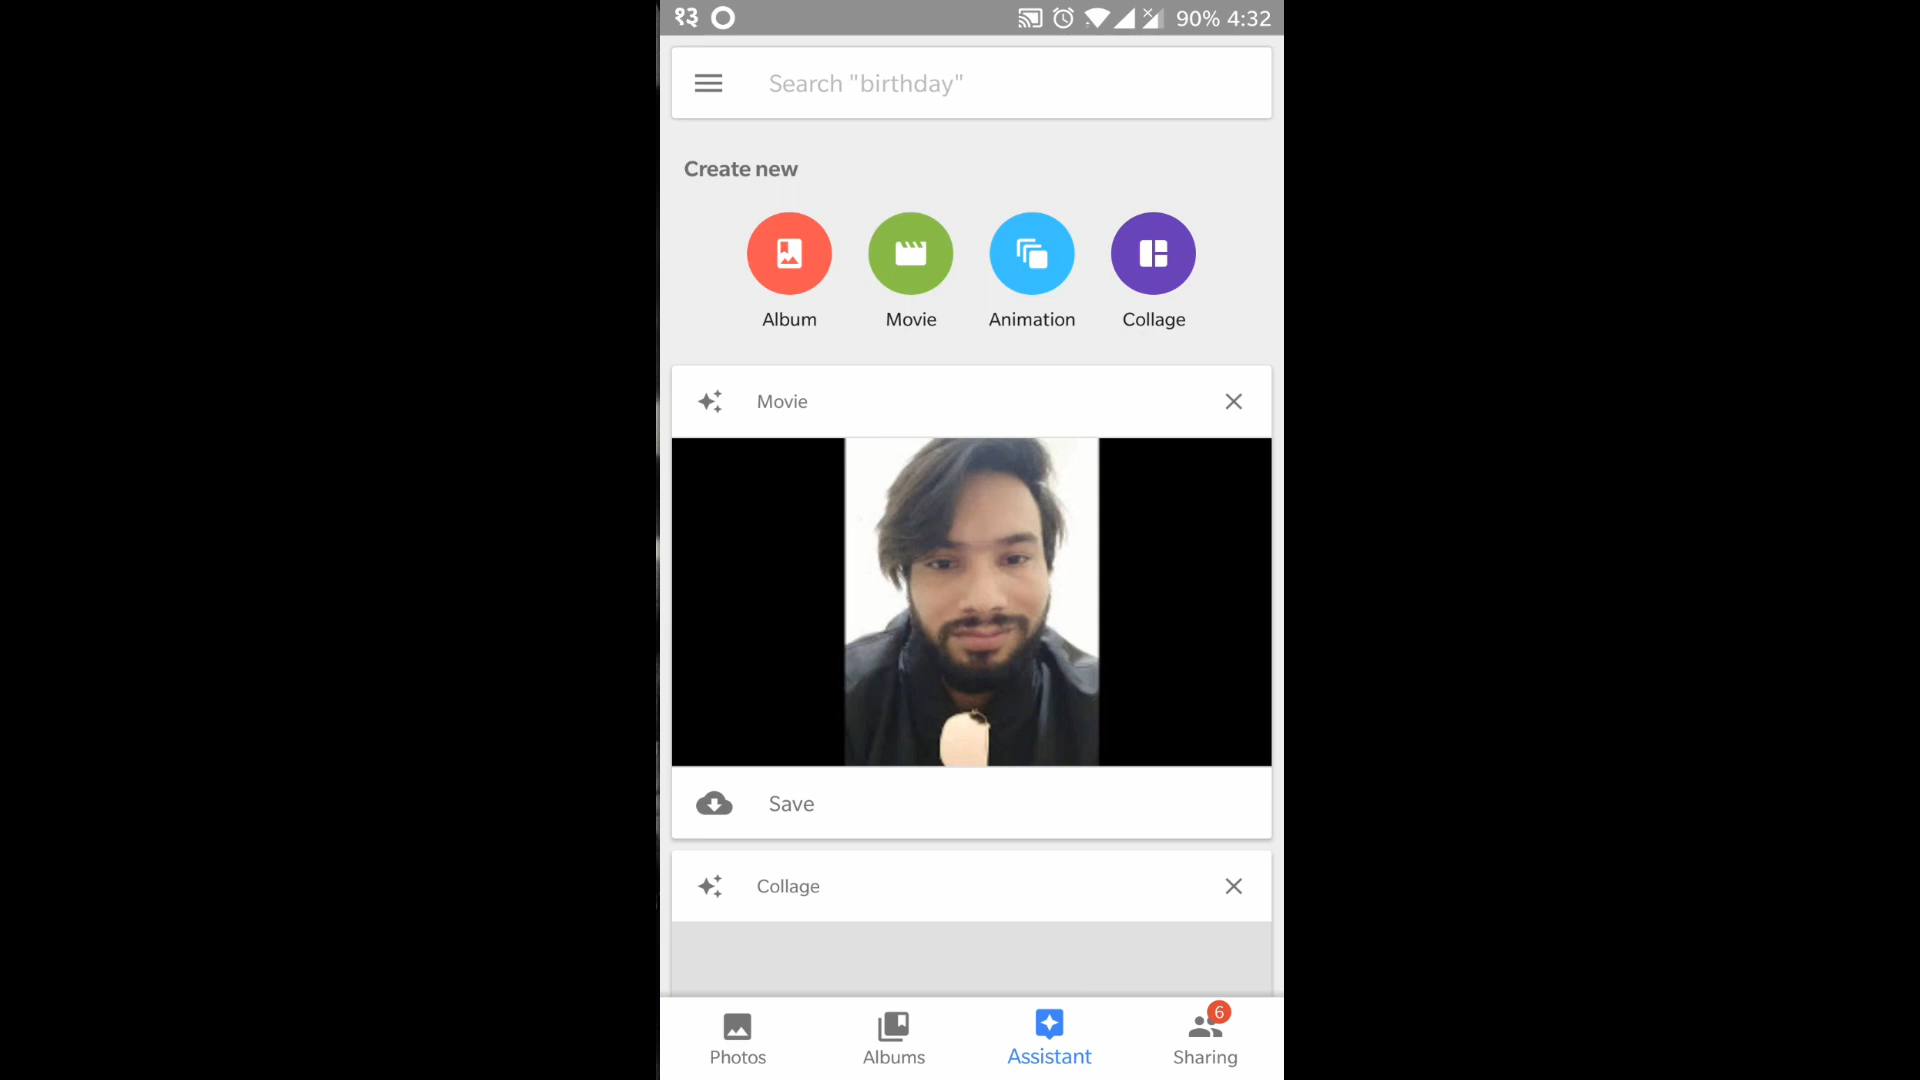 १३ 90% 4:32
Search "birthday"
Create new
Album Movie Animation Collage
Movie
Save
Collage
6
Photos Albums Assistant Sharing